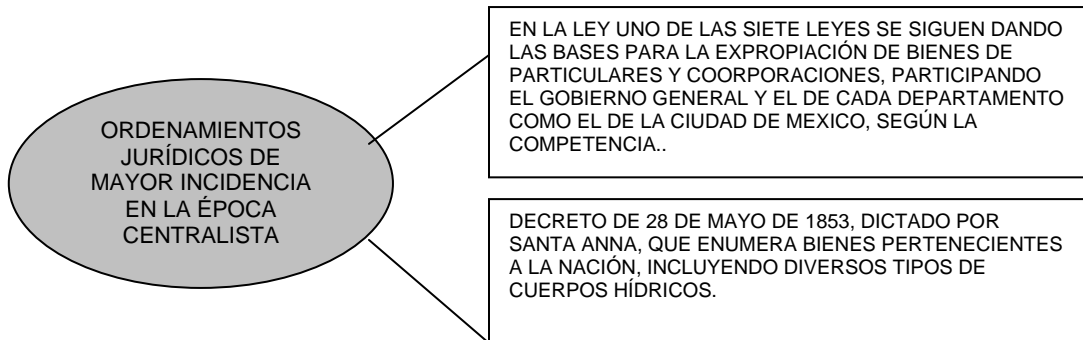 ORDENAMIENTOS
JURÍDICOS DE
MAYOR INCIDENCIA
EN LA ÉPOCA
CENTRALISTA
EN LA LEY UNO DE LAS SIETE LEYES SE SIGUEN DANDO
LAS BASES PARA LA EXPROPIACIÓN DE BIENES DE
PARTICULARES Y COORPORACIONES, PARTICIPANDO
EL GOBIERNO GENERAL Y EL DE CADA DEPARTAMENTO
COMO EL DE LA CIUDAD DE MEXICO, SEGÚN LA
COMPETENCIA..
DECRETO DE 28 DE MAYO DE 1853, DICTADO POR
SANTA ANNA, QUE ENUMERA BIENES PERTENECIENTES
A LA NACIÓN, INCLUYENDO DIVERSOS TIPOS DE
CUERPOS HÍDRICOS.